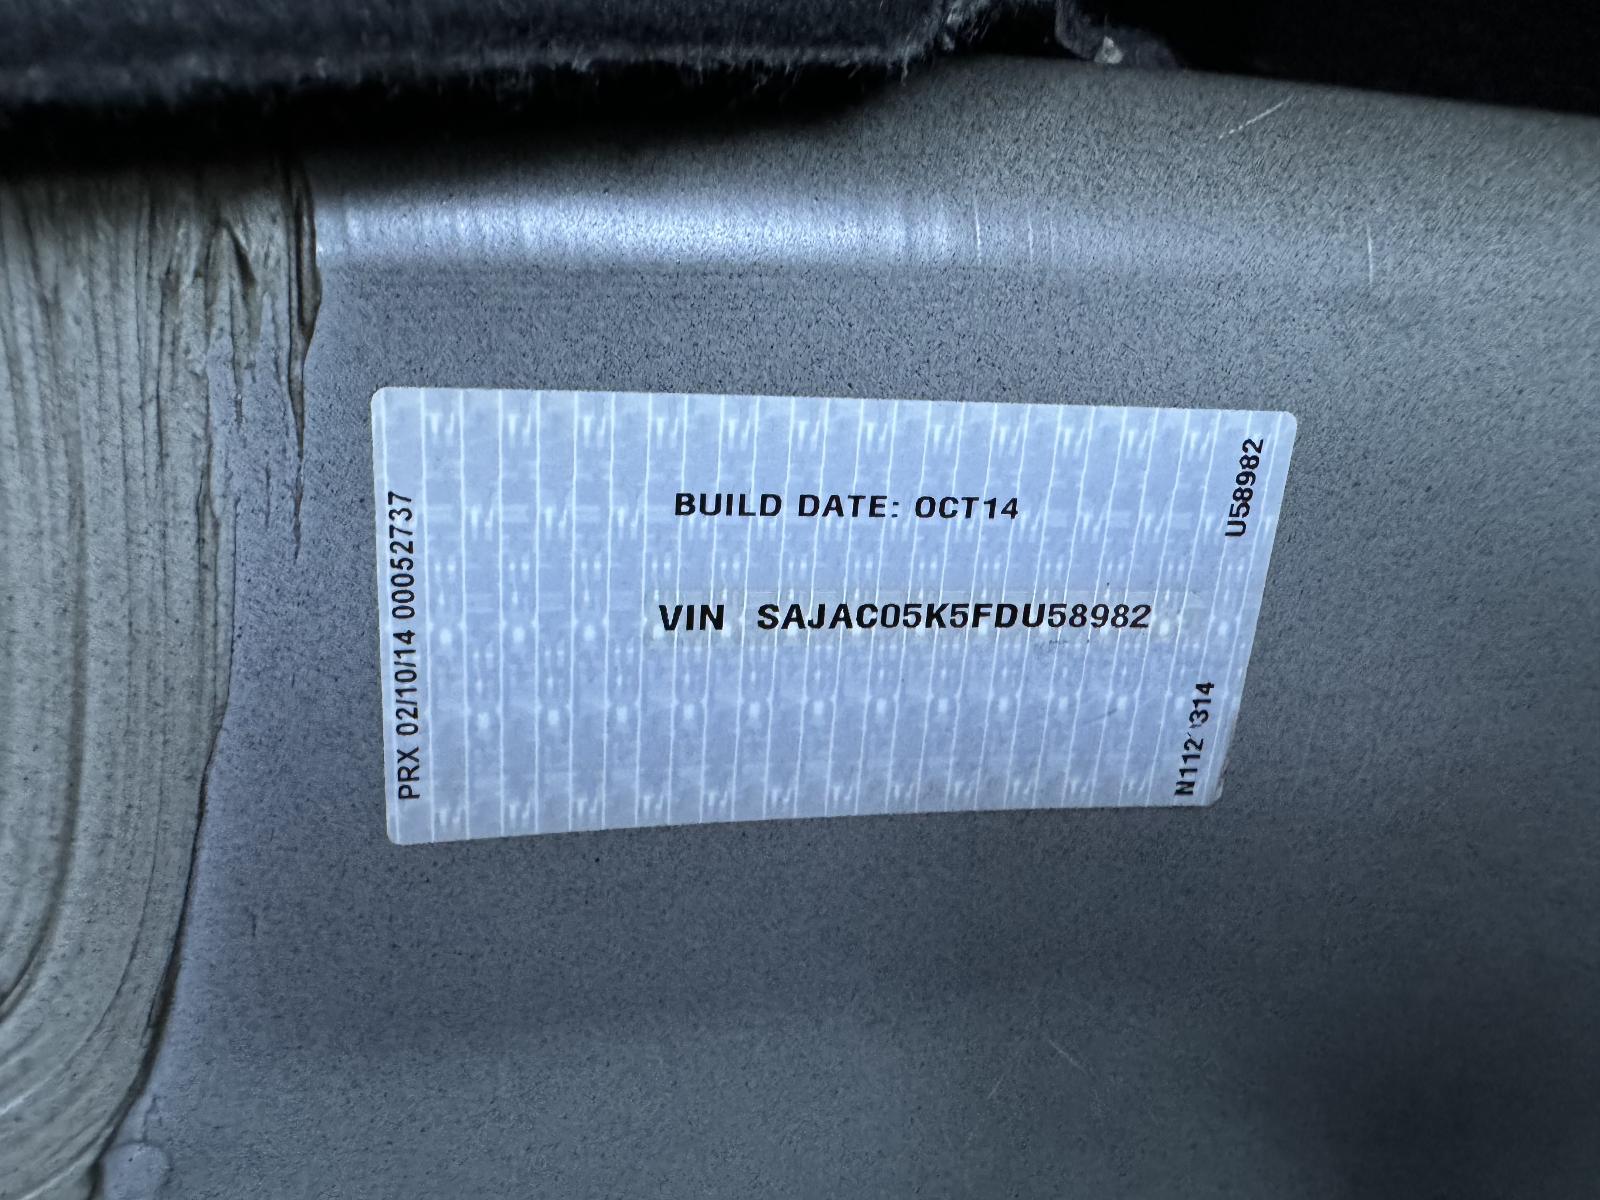 BUILD DATE: OCT14
VIN SAJAC05K5FDU58982
PRX 02/10/14 00052737
U58982